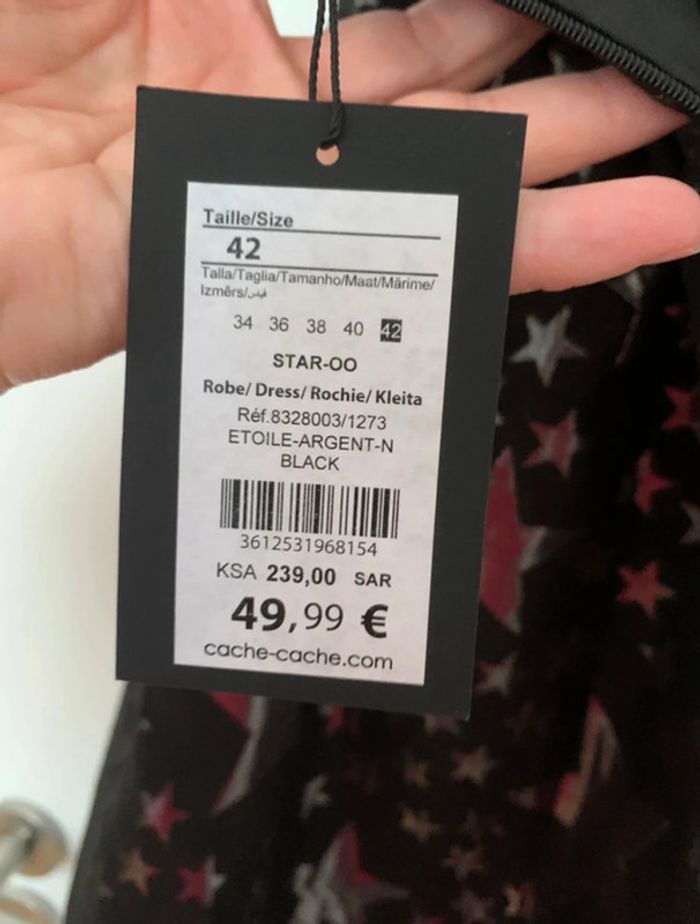 Taille/Size
42
Talla/Taglia/Tamanho/Maat/Mărime/
Izmērs/قياس
34 36 38 40 42
STAR-OO
Robe/ Dress/ Rochie/ Kleita
Réf.8328003/1273
ETOILE-ARGENT-N
BLACK
3612531968154
KSA 239,00 SAR
49,99 €
cache-cache.com